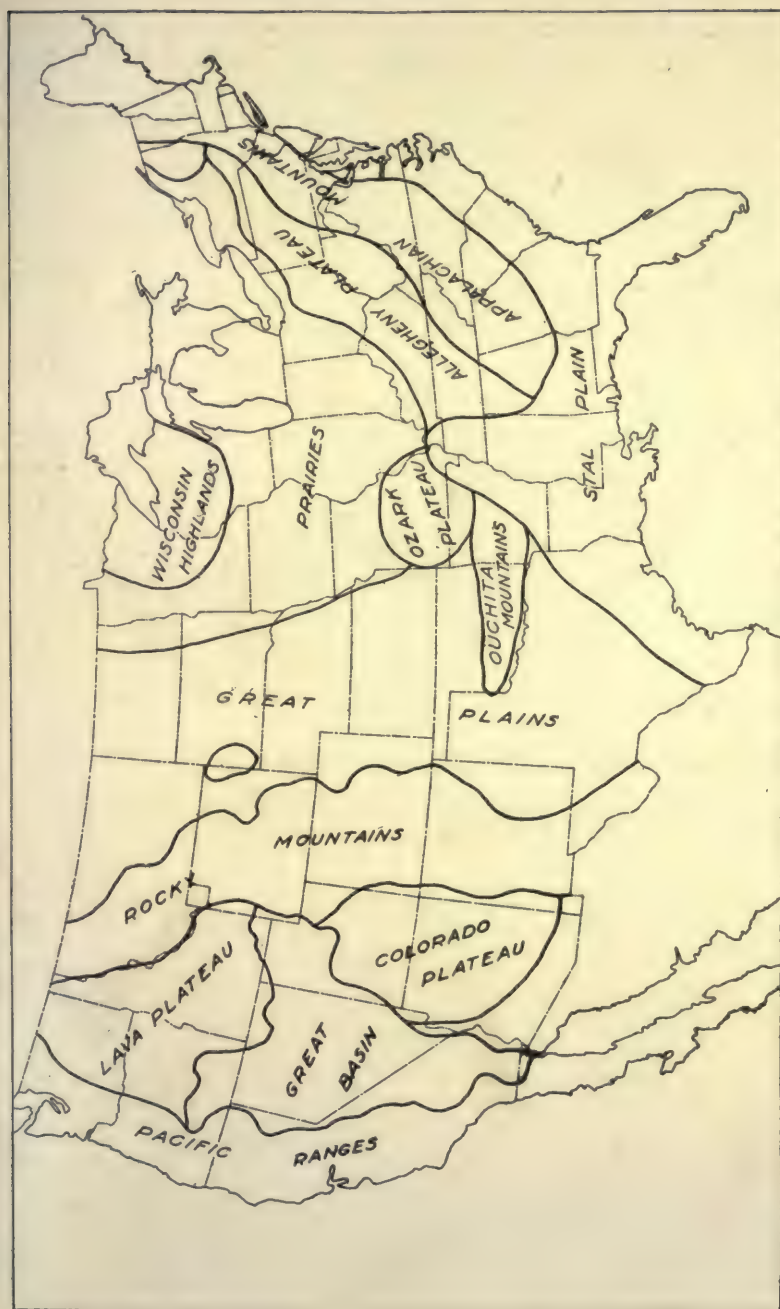 PACIFIC
RANGES
LAVA PLATEAU
GREAT
BASIN
COLORADO
PLATEAU
ROCKY
MOUNTAINS
GREAT
PLAINS
WISCONSIN
HIGHLANDS
PRAIRIES
OZARK
PLATEAU
OUCHITA
MOUNTAINS
ALLEGHENY
PLATEAU
APPALACHIAN
MOUNTAINS
STAL
PLAIN